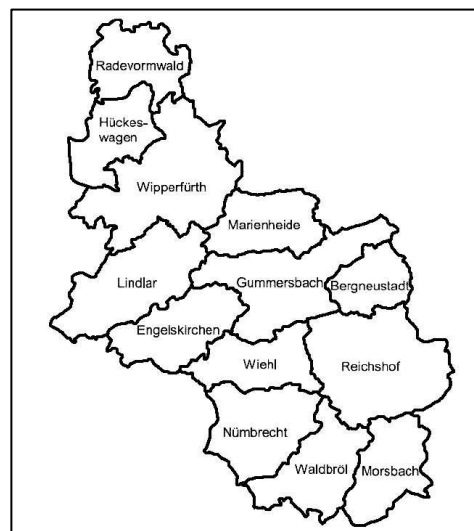 Radevormwald
Hückes-
wagen
Wipperfürth
Marienheide
Lindlar
Gummersbach
Bergneustadt
Engelskirchen
Wiehl
Reichshof
Nümbrecht
Waldbröl
Morsbach